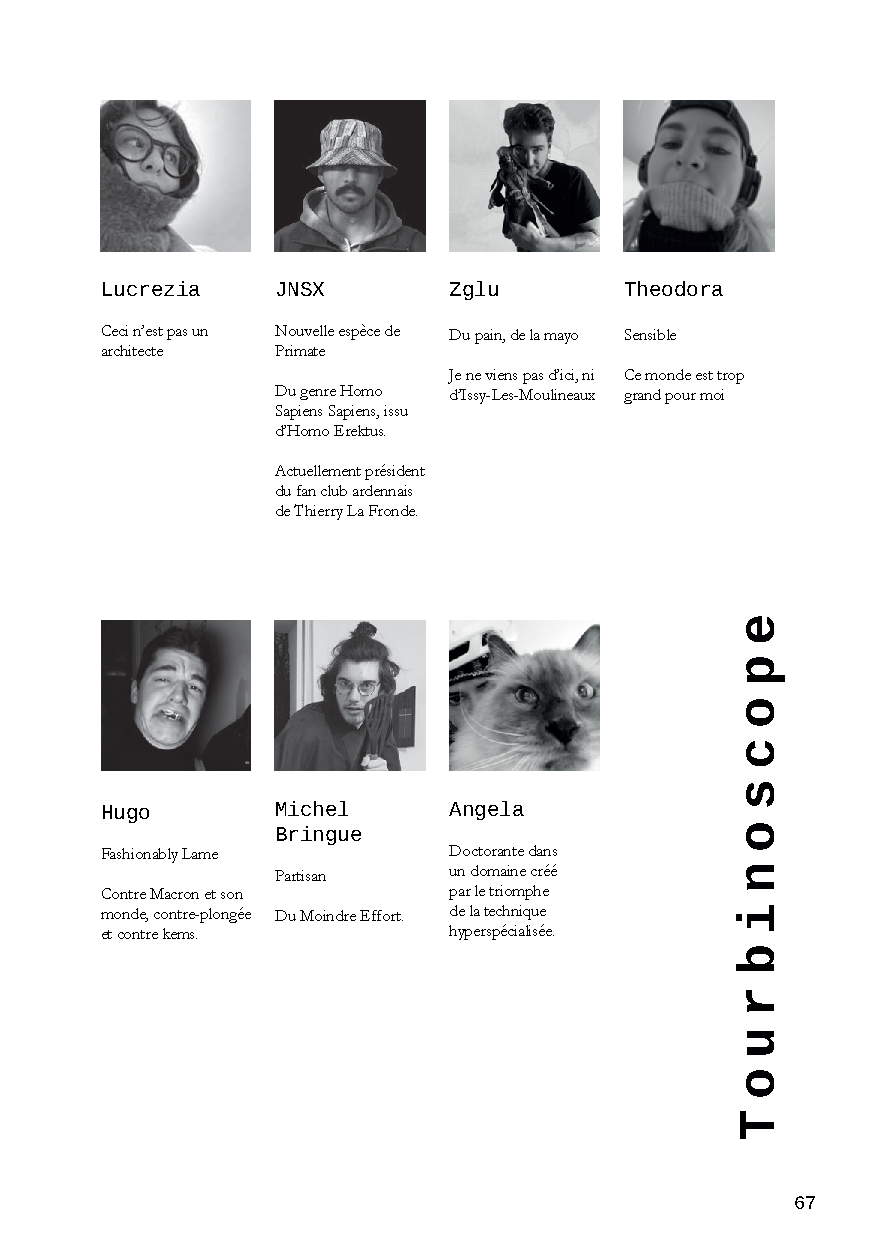 Lucrezia
Ceci n'est pas un
architecte
JNSX
Nouvelle espèce de
Primate
Du genre Homo
Sapiens Sapiens, issu
d'Homo Erektus.
Actuellement président
du fan club ardennais
de Thierry La Fronde.
Zglu
Du pain, de la mayo
Je ne viens pas d'ici, ni
d'Issy-Les-Moulineaux
Theodora
Sensible
Ce monde est trop
grand pour moi
Hugo
Fashionably Lame
Contre Macron et son
monde, contre-plongée
et contre kems.
Michel
Bringue
Partisan
Du Moindre Effort.
Angela
Doctorante dans
un domaine créé
par le triomphe
de la technique
hyperspécialisée.
Tourbinoscope
67